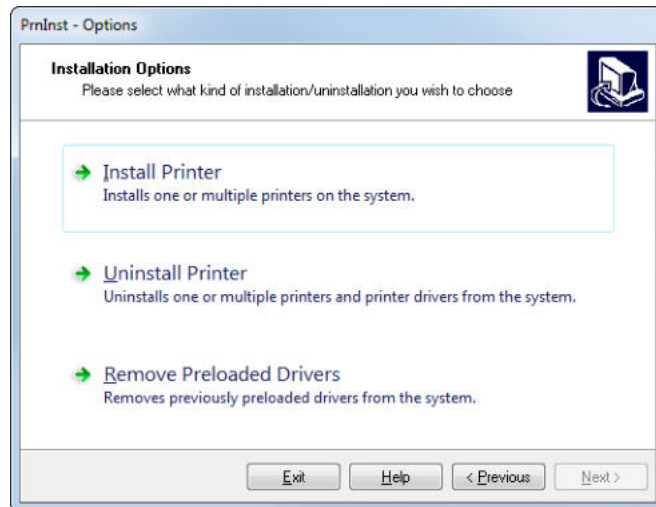 PrnInst - Options
Installation Options
Please select what kind of installation/uninstallation you wish to choose
Install Printer
Installs one or multiple printers on the system.
Uninstall Printer
Uninstalls one or multiple printers and printer drivers from the system.
Remove Preloaded Drivers
Removes previously preloaded drivers from the system.
Exit Help < Previous Next >